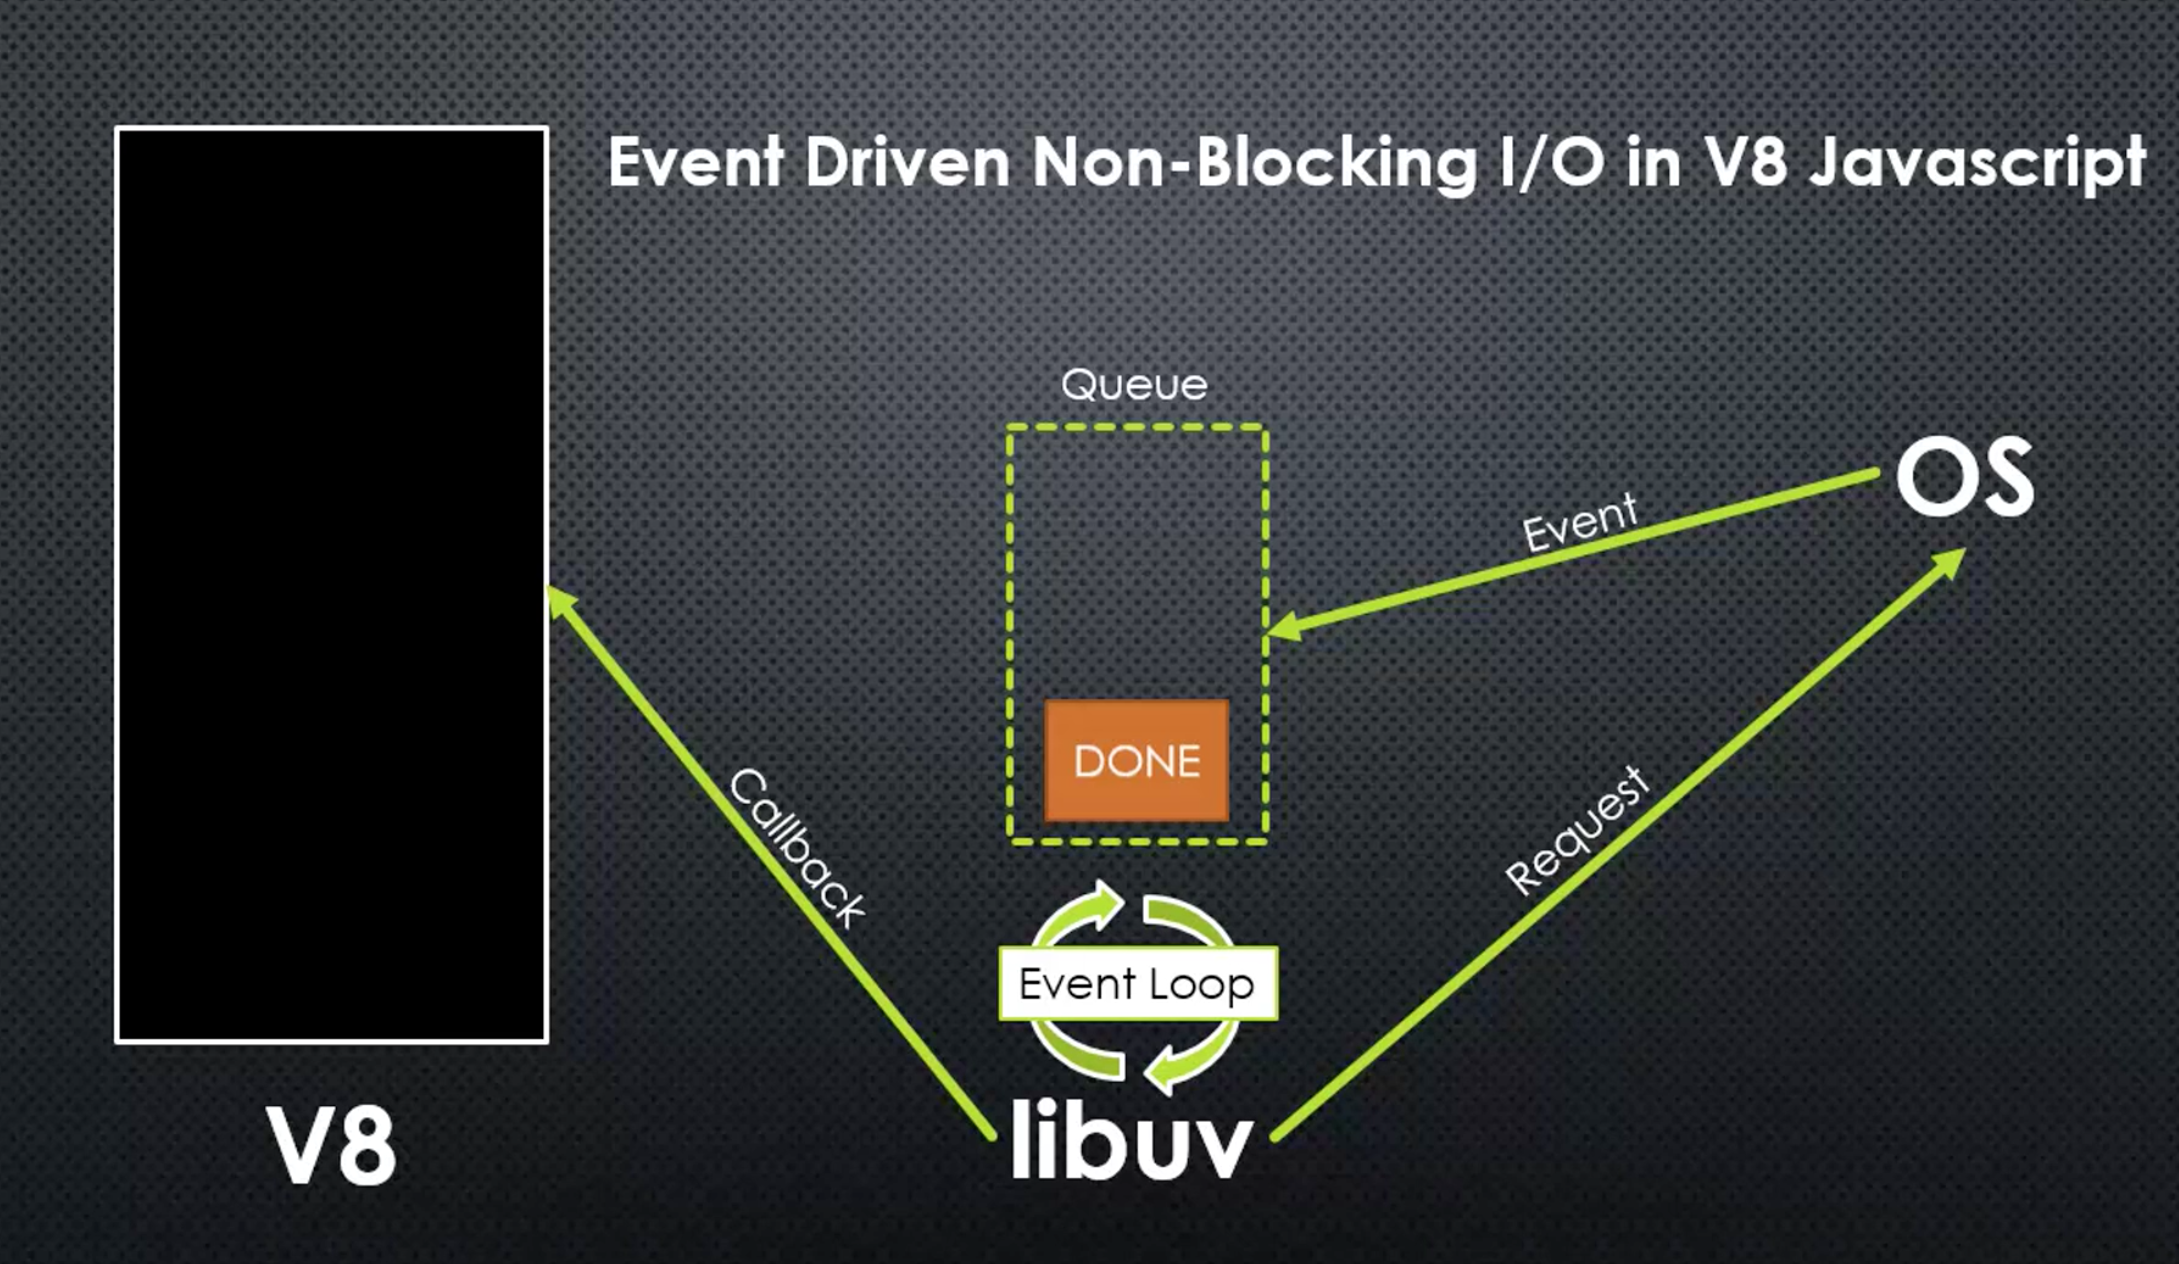 Event Driven Non-Blocking I/O in V8 Javascript
Queue
OS
Event
DONE
Callback
Request
Event Loop
V8
libuv